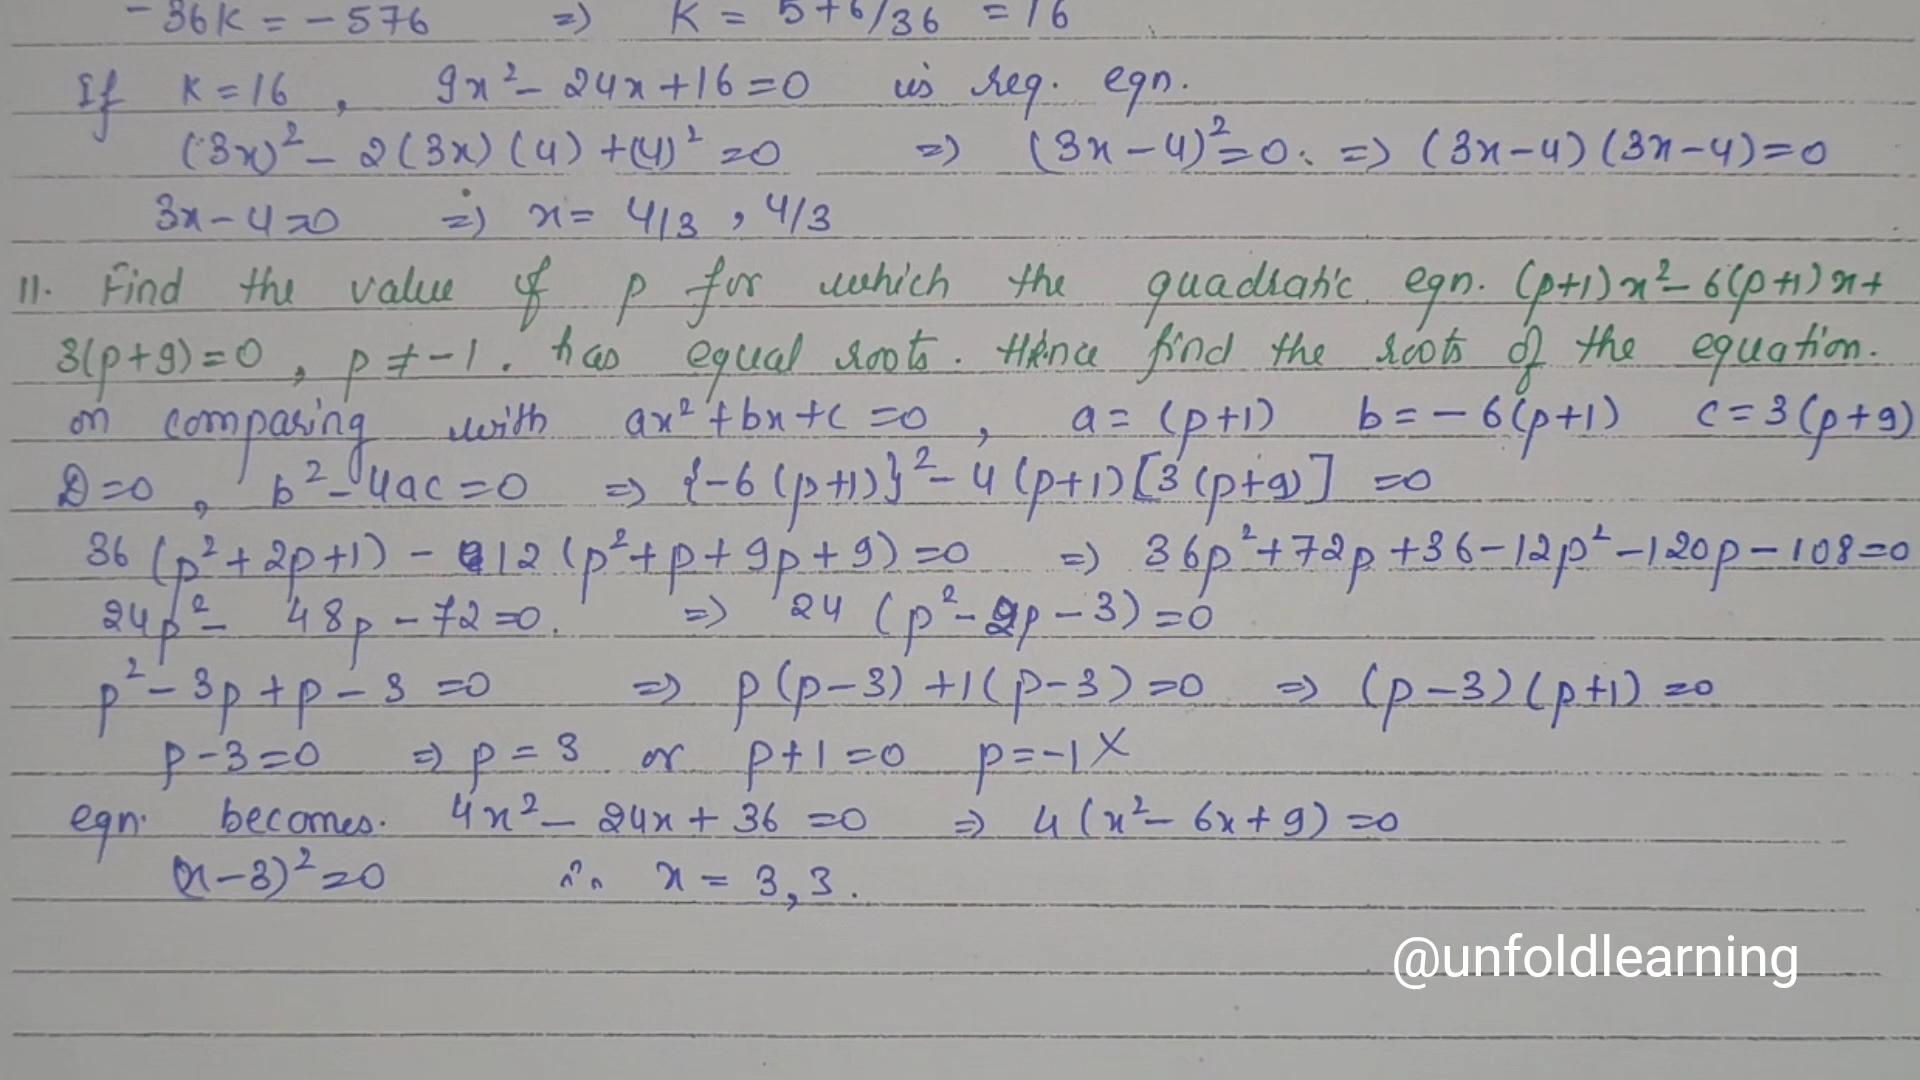 -36K = -576 => K = 576/36 = 16
If K = 16, 9x² - 24x + 16 = 0 is req. eqn.
(3x)² - 2(3x)(4) + (4)² = 0 => (3x - 4)² = 0. => (3x - 4)(3x - 4) = 0
3x - 4 = 0 => x = 4/3, 4/3
11. Find the value of p for which the quadratic eqn. (p+1)x² - 6(p+1)x +
3(p+9) = 0, p ≠ -1. has equal roots. Hence find the roots of the equation.
on comparing with ax² + bx + c = 0, a = (p+1) b = -6(p+1) c = 3(p+9)
D = 0, b² - 4ac = 0 => {-6(p+1)}² - 4(p+1)[3(p+9)] = 0
36(p² + 2p + 1) - 12(p² + p + 9p + 9) = 0 => 36p² + 72p + 36 - 12p² - 120p - 108 = 0
24p² - 48p - 72 = 0. => 24(p² - 2p - 3) = 0
p² - 3p + p - 3 = 0 => p(p - 3) + 1(p - 3) = 0 => (p - 3)(p + 1) = 0
p - 3 = 0 => p = 3 or p + 1 = 0 p = -1 X
eqn. becomes. 4x² - 24x + 36 = 0 => 4(x² - 6x + 9) = 0
(x - 3)² = 0 ∴ x = 3, 3.
@unfoldlearning